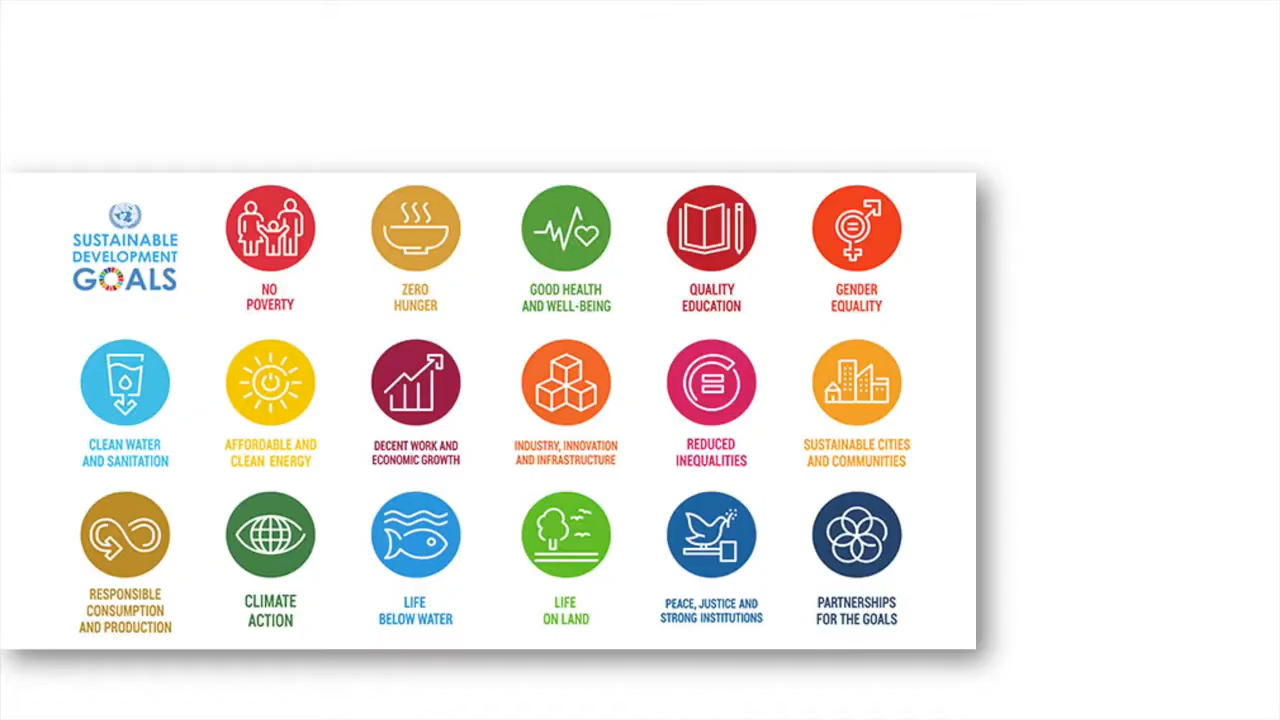 SUSTAINABLE
DEVELOPMENT
GOALS
NO
POVERTY
ZERO
HUNGER
GOOD HEALTH
AND WELL-BEING
QUALITY
EDUCATION
GENDER
EQUALITY
CLEAN WATER
AND SANITATION
AFFORDABLE AND
CLEAN ENERGY
DECENT WORK AND
ECONOMIC GROWTH
INDUSTRY, INNOVATION
AND INFRASTRUCTURE
REDUCED
INEQUALITIES
SUSTAINABLE CITIES
AND COMMUNITIES
RESPONSIBLE
CONSUMPTION
AND PRODUCTION
CLIMATE
ACTION
LIFE
BELOW WATER
LIFE
ON LAND
PEACE, JUSTICE AND
STRONG INSTITUTIONS
PARTNERSHIPS
FOR THE GOALS